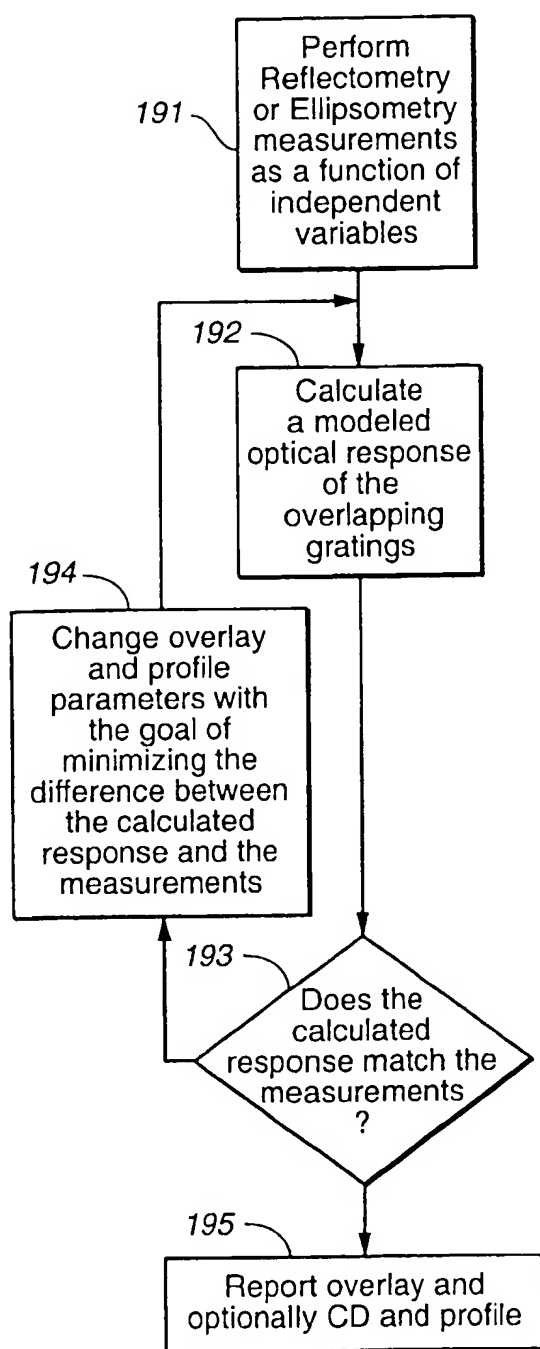 191
Perform
Reflectometry
or Ellipsometry
measurements
as a function of
independent
variables
192
Calculate
a modeled
optical response
of the
overlapping
gratings
194
Change overlay
and profile
parameters with
the goal of
minimizing the
difference between
the calculated
response and the
measurements
193
Does the
calculated
response match the
measurements
?
195
Report overlay and
optionally CD and profile